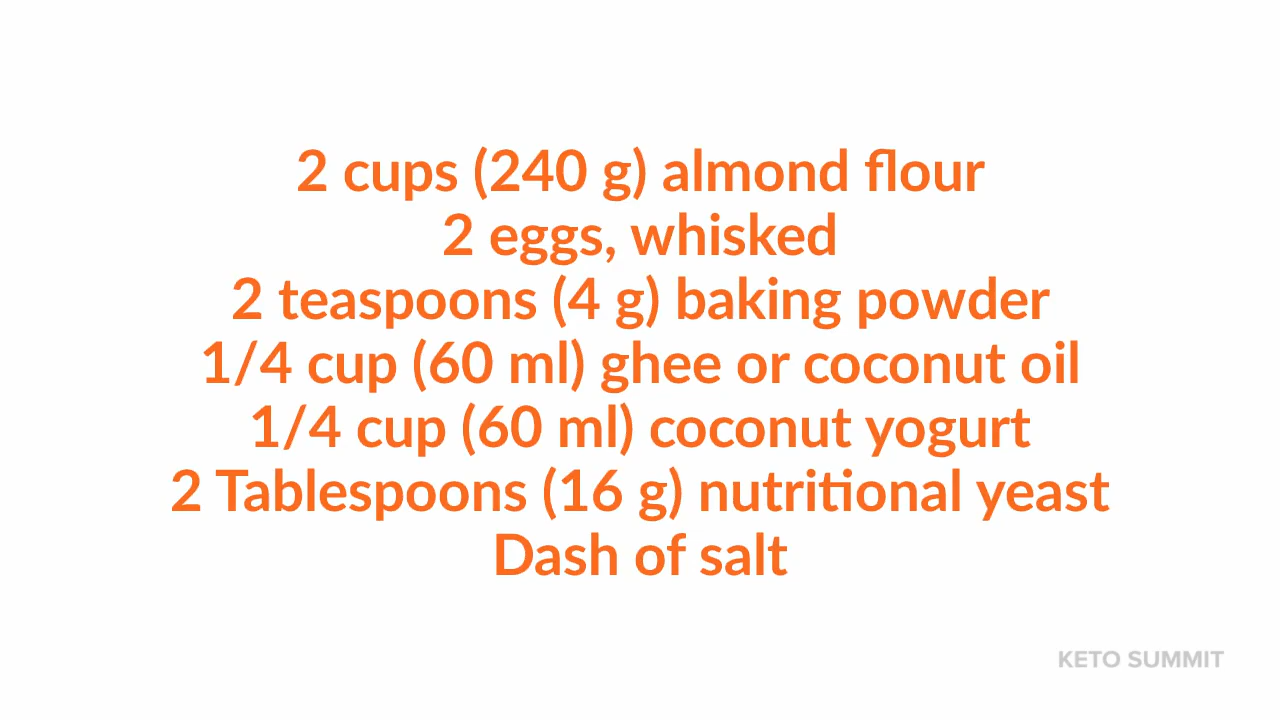 2 cups (240 g) almond flour
2 eggs, whisked
2 teaspoons (4 g) baking powder
1/4 cup (60 ml) ghee or coconut oil
1/4 cup (60 ml) coconut yogurt
2 Tablespoons (16 g) nutritional yeast
Dash of salt
KETO SUMMIT